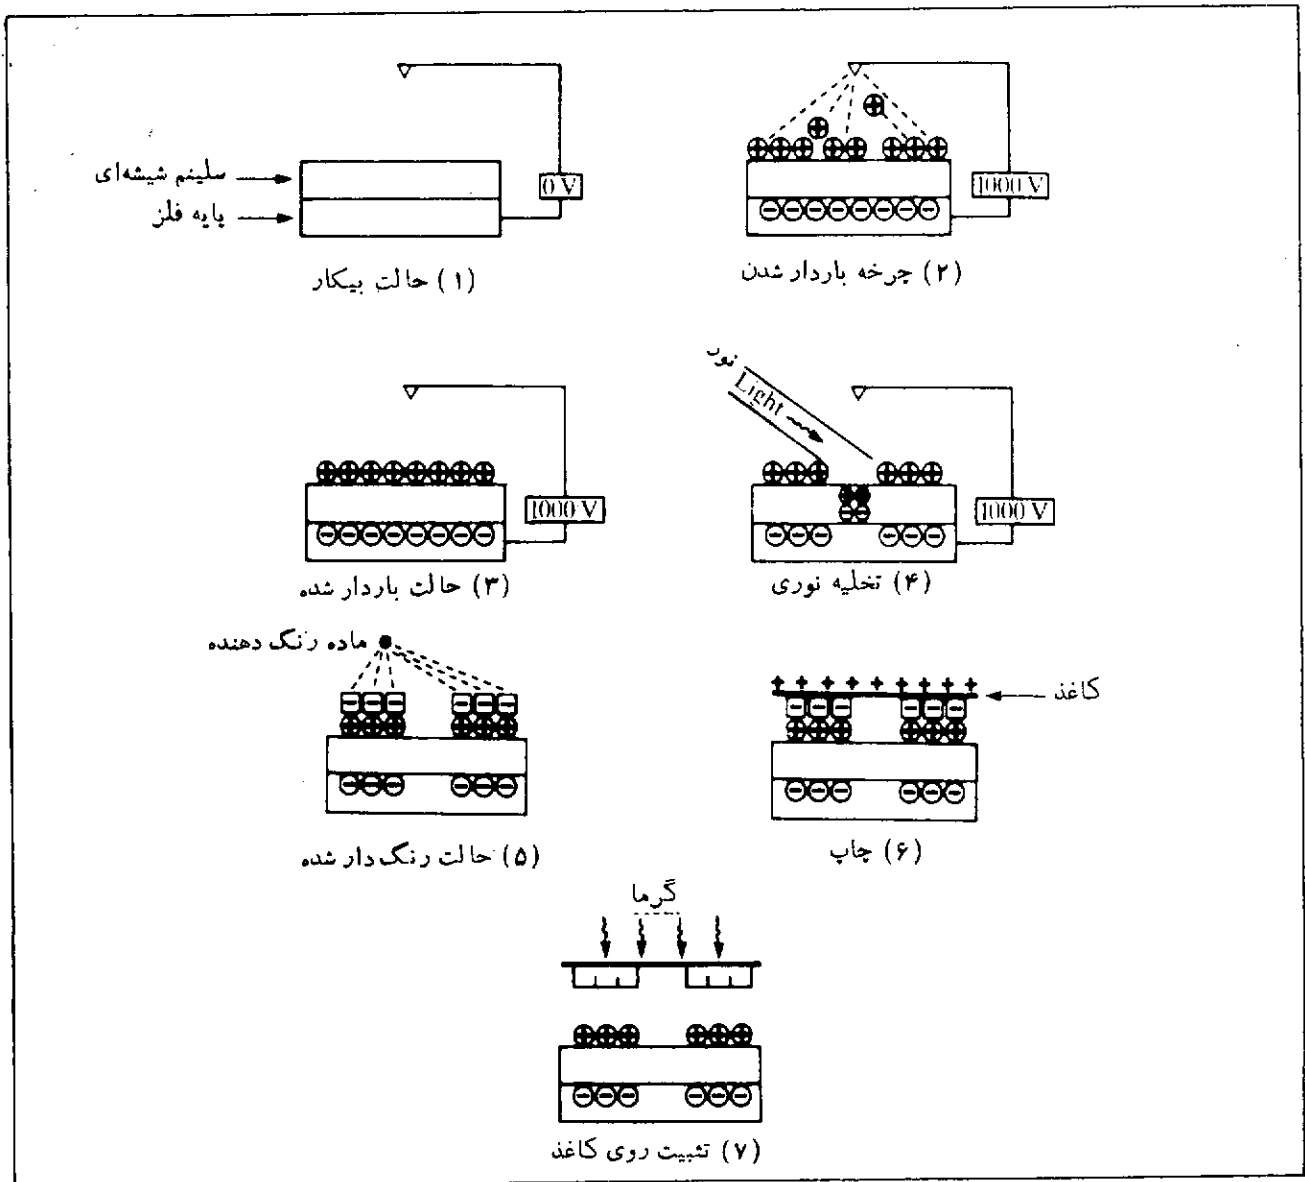 سلینم شیشه‌ای
پایه فلز
0 V
(۱) حالت بیکار
1000 V
(۲) چرخه باردار شدن
1000 V
(۳) حالت باردار شده
نور
Light
1000 V
(۴) تخلیه نوری
ماده رنگ دهنده
(۵) حالت رنگ دار شده
کاغذ
(۶) چاپ
گرما
(۷) تثبیت روی کاغذ